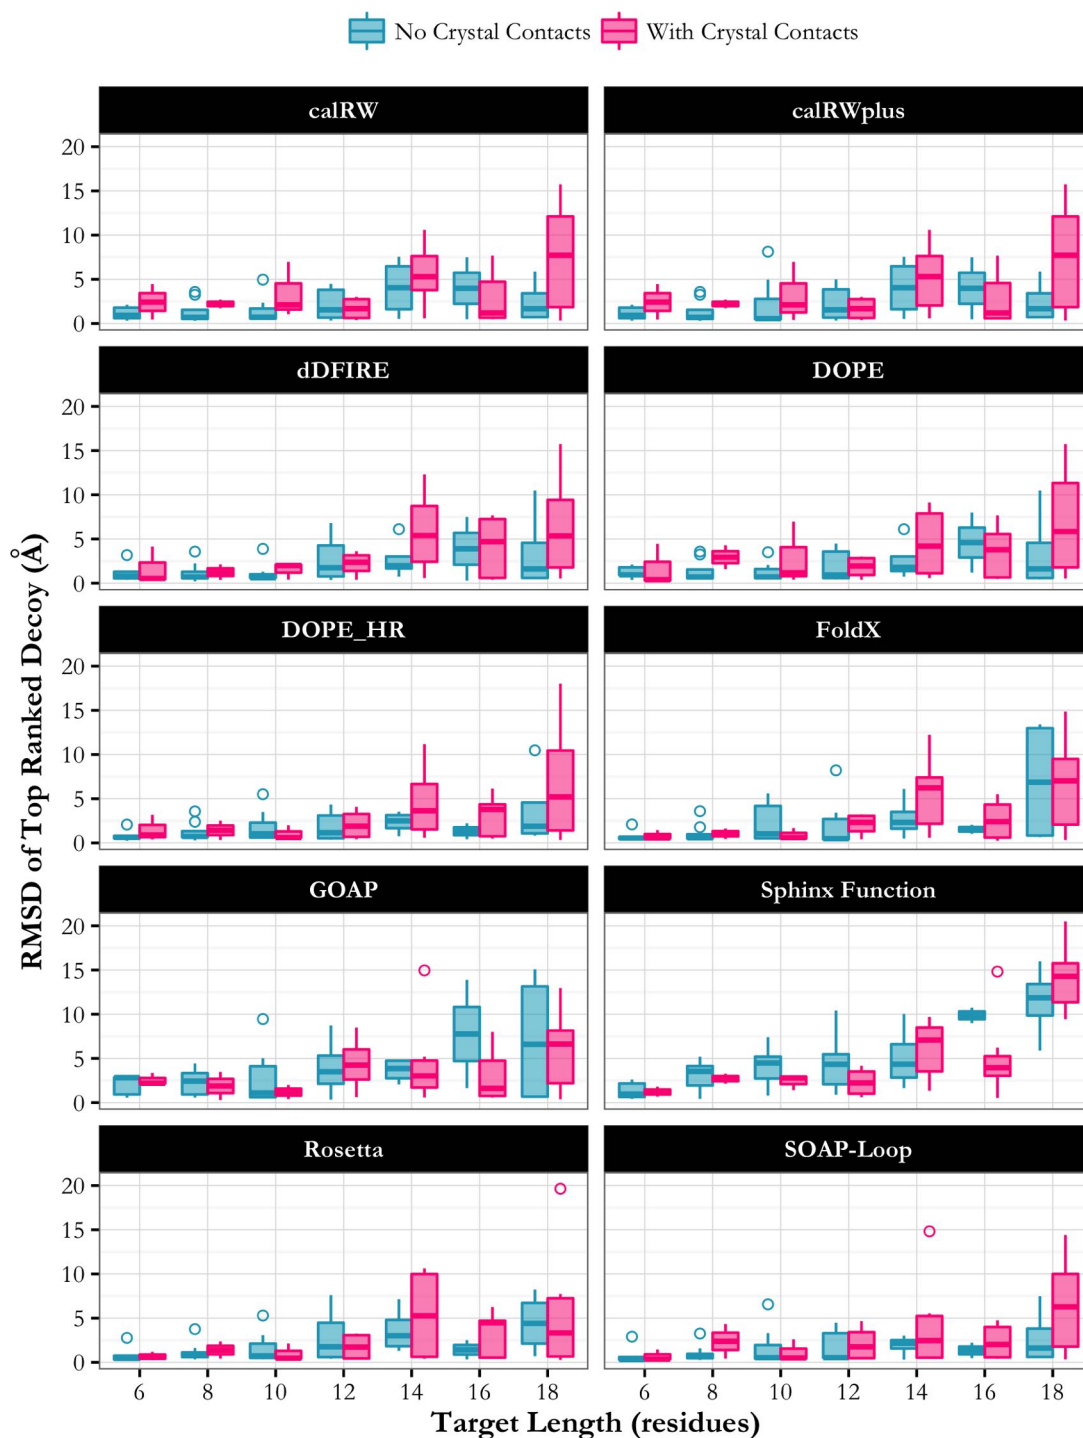 No Crystal Contacts With Crystal Contacts
calRW calRWplus
20
15
10
5
0
dDFIRE DOPE
20
15
10
5
0
DOPE_HR FoldX
20
15
10
5
0
GOAP Sphinx Function
20
15
10
5
0
Rosetta SOAP-Loop
20
15
10
5
0
6 8 10 12 14 16 18 6 8 10 12 14 16 18
Target Length (residues)
RMSD of Top Ranked Decoy (Å)